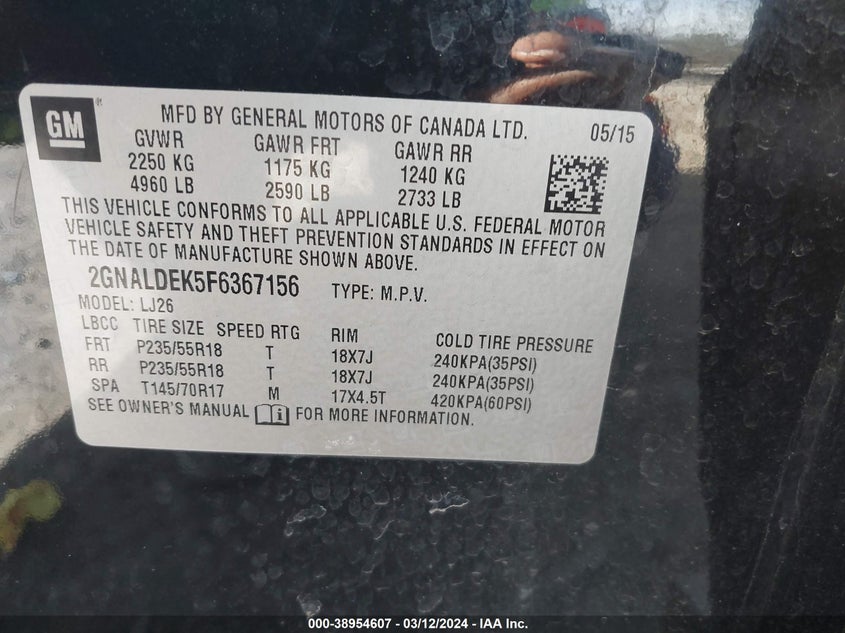 GM ®
MFD BY GENERAL MOTORS OF CANADA LTD. 05/15
GVWR GAWR FRT GAWR RR
2250 KG 1175 KG 1240 KG
4960 LB 2590 LB 2733 LB
THIS VEHICLE CONFORMS TO ALL APPLICABLE U.S. FEDERAL MOTOR
VEHICLE SAFETY AND THEFT PREVENTION STANDARDS IN EFFECT ON
THE DATE OF MANUFACTURE SHOWN ABOVE.
2GNALDEK5F6367156 TYPE: M.P.V.
MODEL: LJ26
LBCC TIRE SIZE SPEED RTG RIM COLD TIRE PRESSURE
FRT P235/55R18 T 18X7J 240KPA(35PSI)
RR P235/55R18 T 18X7J 240KPA(35PSI)
SPA T145/70R17 M 17X4.5T 420KPA(60PSI)
SEE OWNER'S MANUAL FOR MORE INFORMATION.
000-38954607 - 03/12/2024 - IAA Inc.